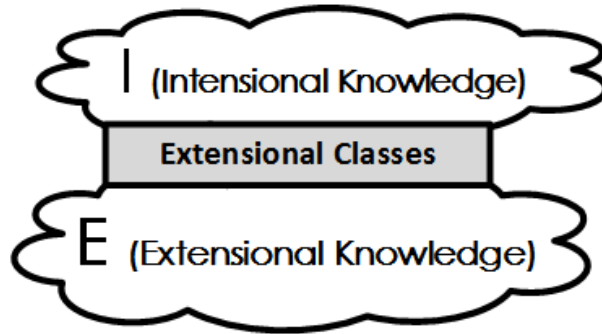 I (Intensional Knowledge)
Extensional Classes
E (Extensional Knowledge)